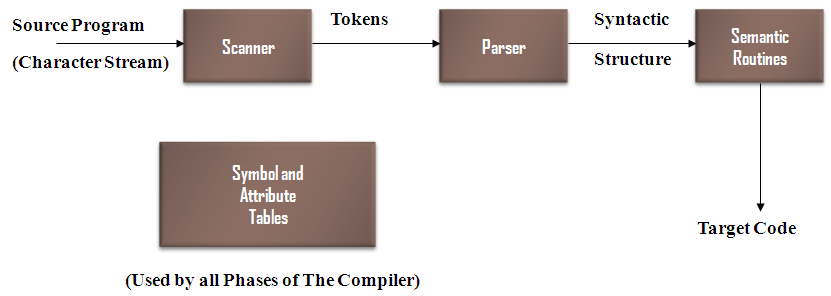 Source Program
(Character Stream)
Scanner
Tokens
Parser
Syntactic
Structure
Semantic
Routines
Symbol and
Attribute
Tables
Target Code
(Used by all Phases of The Compiler)